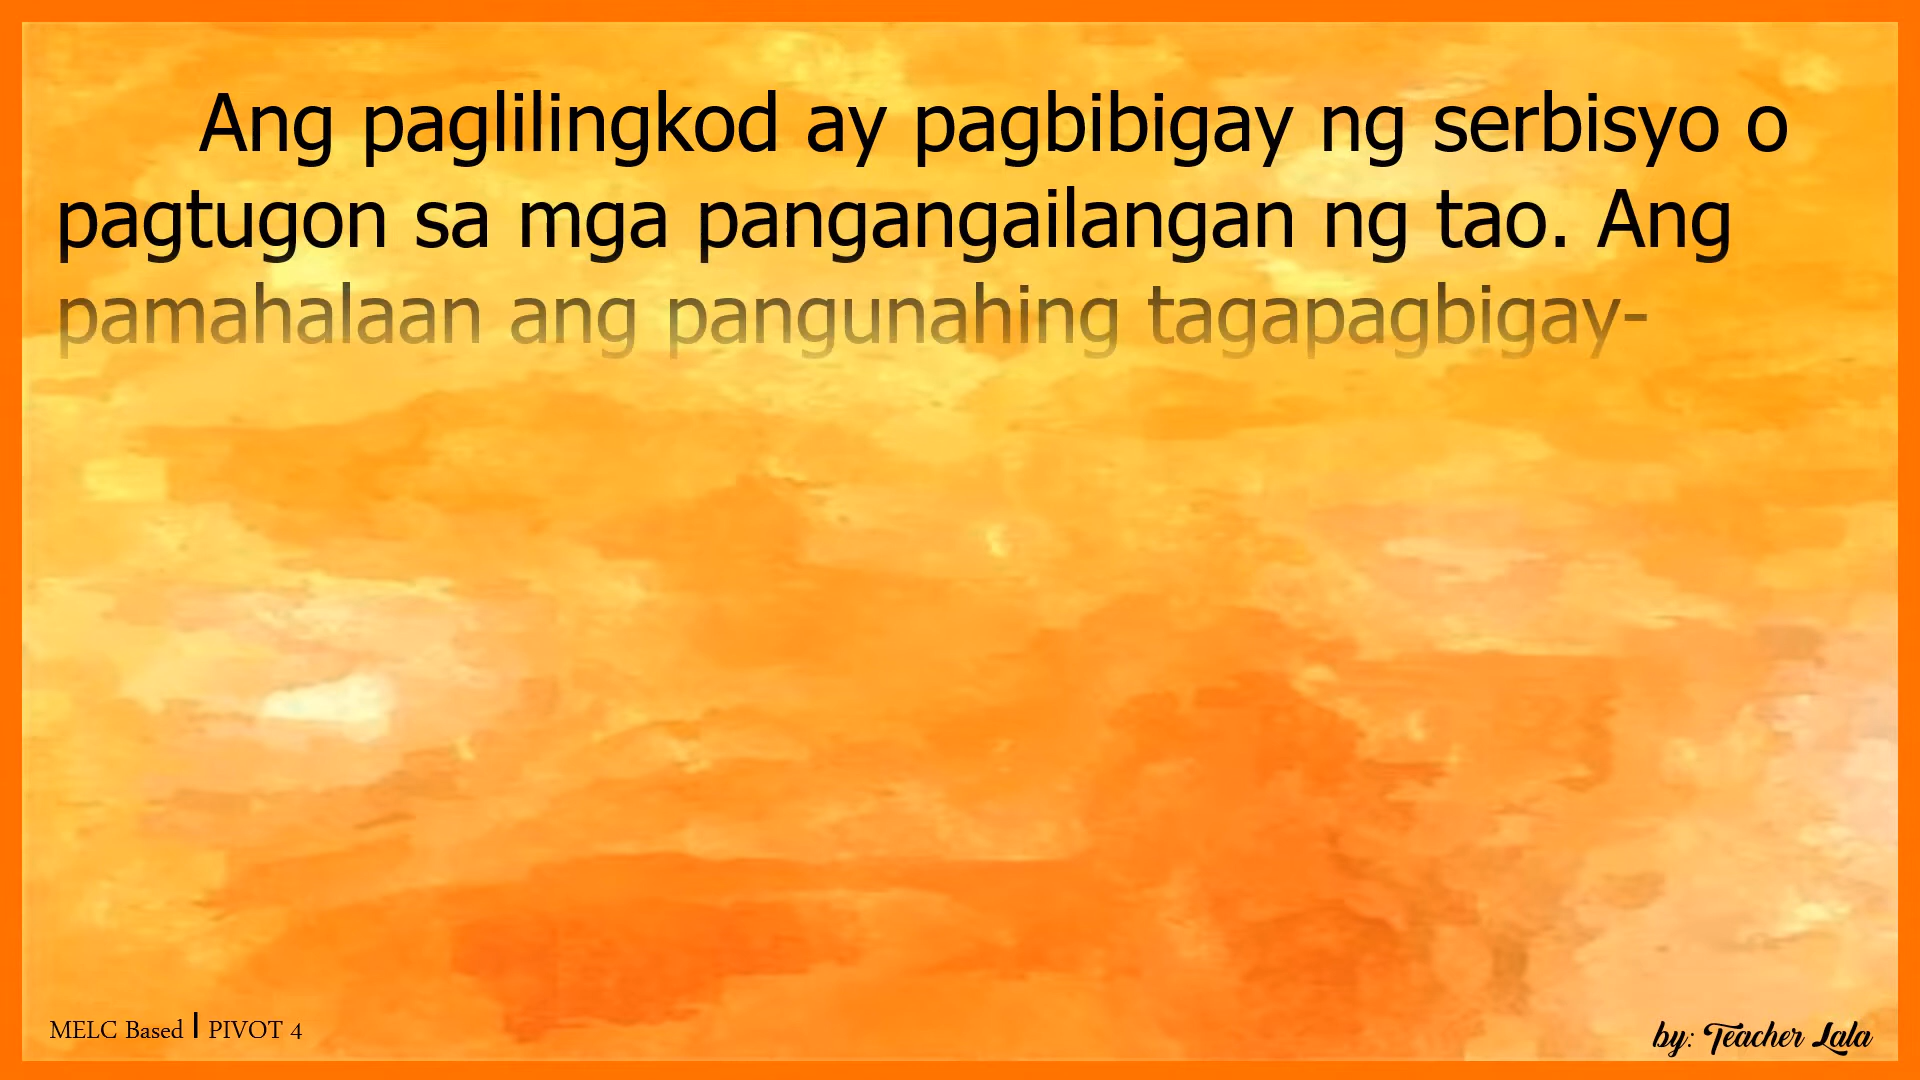 Ang paglilingkod ay pagbibigay ng serbisyo o
pagtugon sa mga pangangailangan ng tao. Ang
pamahalaan ang pangunahing tagapagbigay-
MELC Based | PIVOT 4
by: Teacher Lala